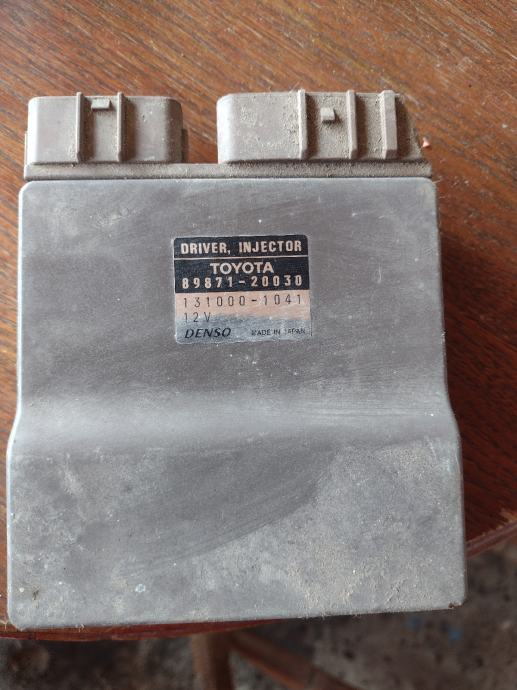 DRIVER, INJECTOR
TOYOTA
89871-20030
131000-1041
12V
DENSO MADE IN JAPAN